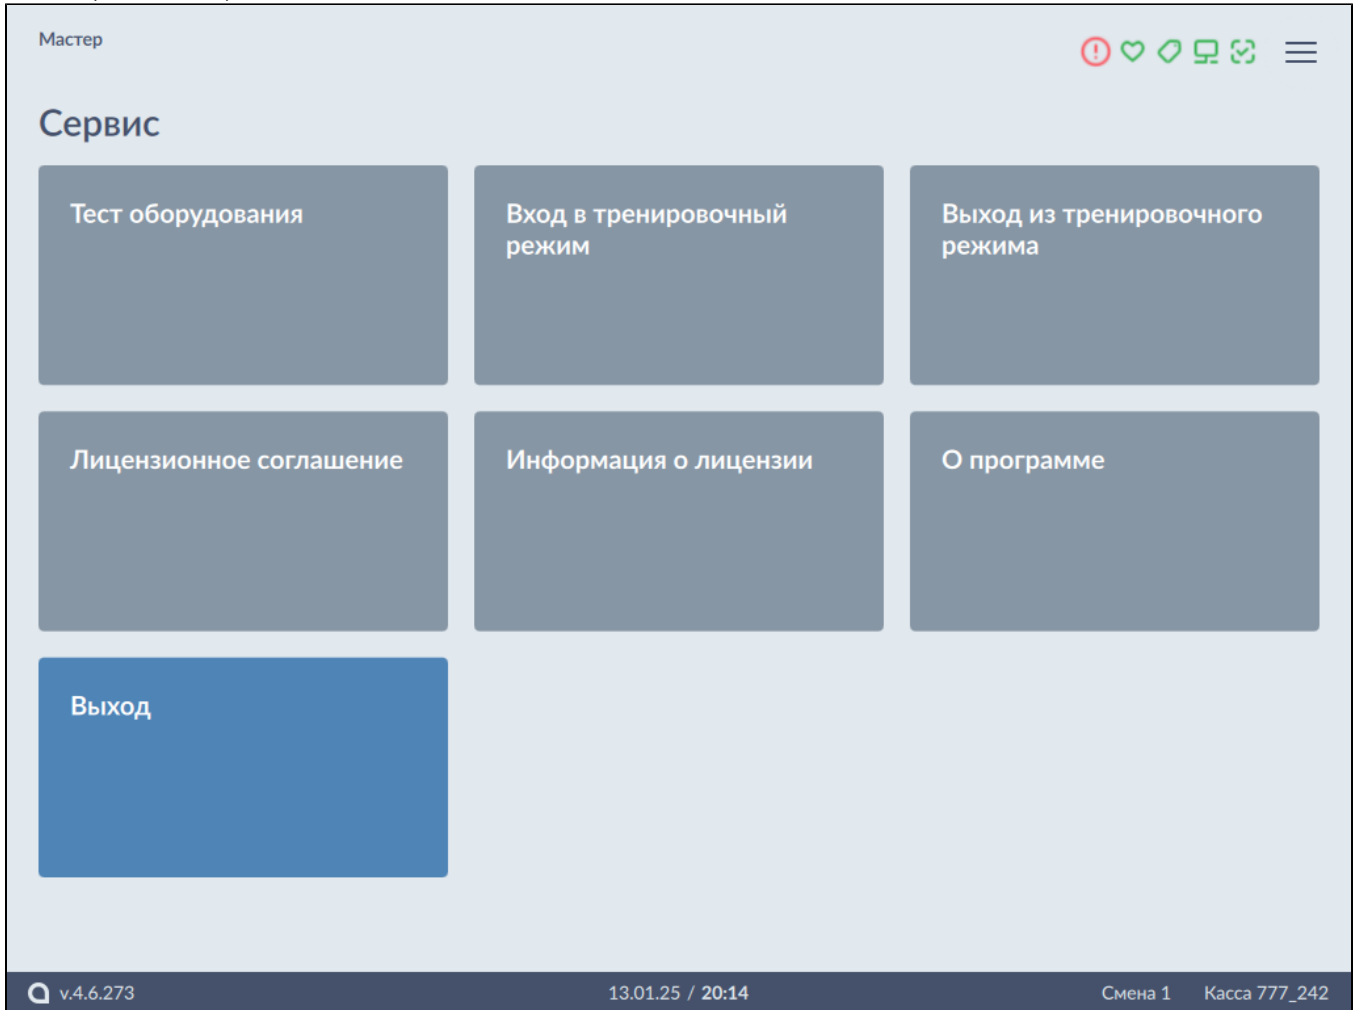 Мастер
Сервис
Тест оборудования
Вход в тренировочный
режим
Выход из тренировочного
режима
Лицензионное соглашение
Информация о лицензии
О программе
Выход
v.4.6.273
13.01.25 / 20:14
Смена 1
Касса 777_242